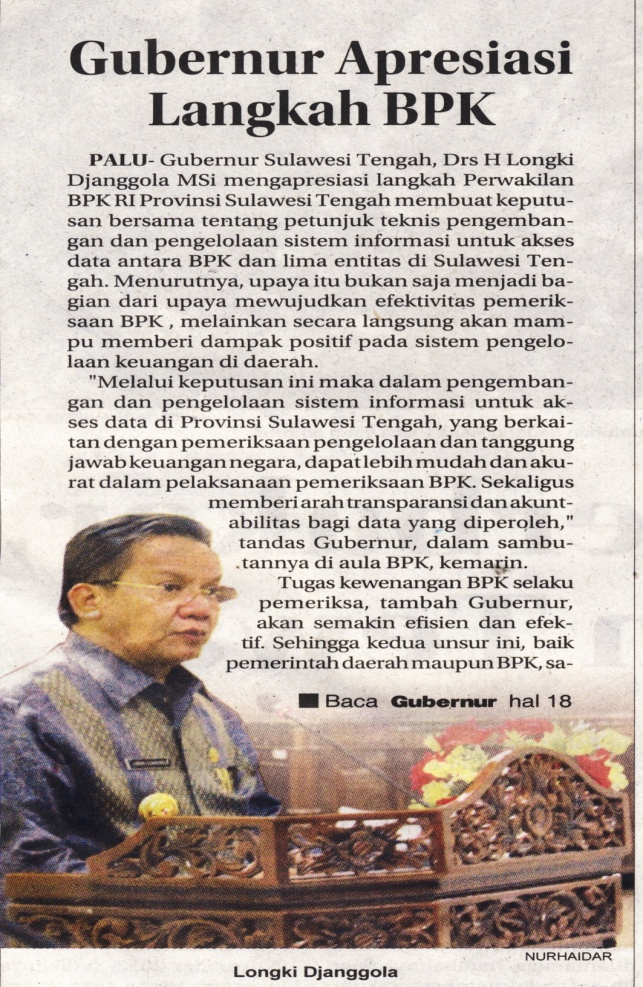 Gubernur Apresiasi
Langkah BPK
PALU- Gubernur Sulawesi Tengah, Drs H Longki
Djanggola MSi mengapresiasi langkah Perwakilan
BPK RI Provinsi Sulawesi Tengah membuat keputu-
san bersama tentang petunjuk teknis pengemban-
gan dan pengelolaan sistem informasi untuk akses
data antara BPK dan lima entitas di Sulawesi Ten-
gah. Menurutnya, upaya itu bukan saja menjadi ba-
gian dari upaya mewujudkan efektivitas pemerik-
saan BPK , melainkan secara langsung akan mam-
pu memberi dampak positif pada sistem pengelo-
laan keuangan di daerah.
"Melalui keputusan ini maka dalam pengemban-
gan dan pengelolaan sistem informasi untuk ak-
ses data di Provinsi Sulawesi Tengah, yang berkai-
tan dengan pemeriksaan pengelolaan dan tanggung
jawab keuangan negara, dapat lebih mudah dan aku-
rat dalam pelaksanaan pemeriksaan BPK. Sekaligus
memberi arah transparansi dan akunt-
abilitas bagi data yang diperoleh,"
tandas Gubernur, dalam sambu-
tannya di aula BPK, kemarin.
Tugas kewenangan BPK selaku
pemeriksa, tambah Gubernur,
akan semakin efisien dan efek-
tif. Sehingga kedua unsur ini, baik
pemerintah daerah maupun BPK, sa-
■ Baca Gubernur hal 18
NURHAIDAR
Longki Djanggola